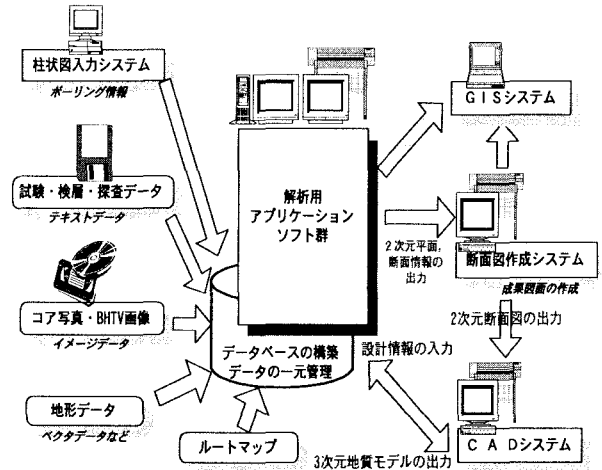 柱状図入力システム
ボーリング情報
試験・検層・探査データ
テキストデータ
コア写真・BHTV画像
イメージデータ
地形データ
ベクタデータなど
ルートマップ
解析用
アプリケーション
ソフト群
データベースの構築
データの一元管理
GISシステム
2次元平面,
断面情報の
出力
断面図作成システム
成果図面の作成
2次元断面図の出力
設計情報の入力
3次元地質モデルの出力
CADシステム